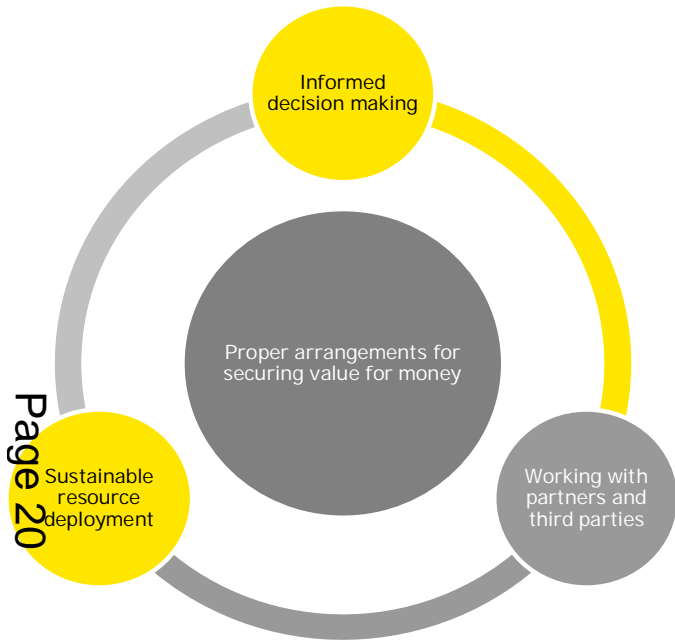 Informed
decision making
Proper arrangements for
securing value for money
Page 20
Sustainable
resource
deployment
Working with
partners and
third parties